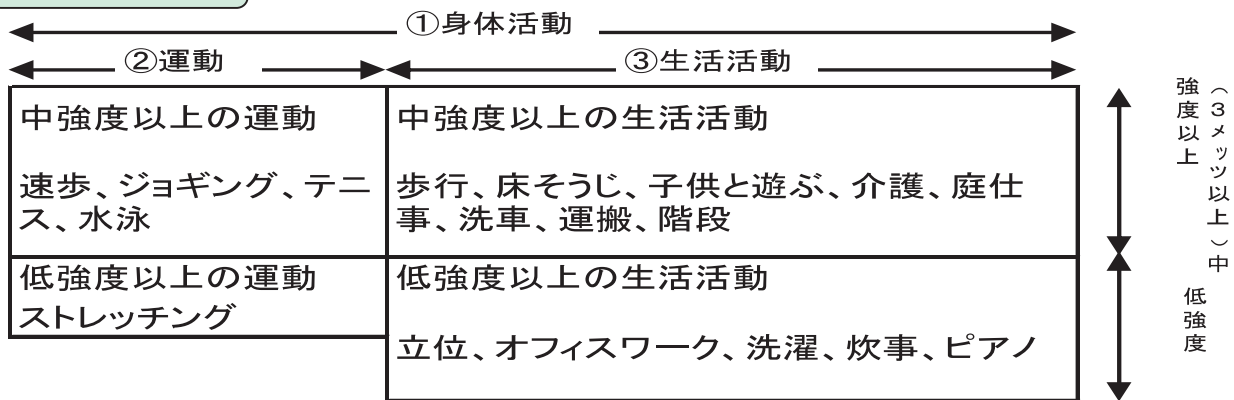 ①身体活動
②運動
③生活活動
中強度以上の運動
速歩、ジョギング、テニ
ス、水泳
中強度以上の生活活動
歩行、床そうじ、子供と遊ぶ、介護、庭仕
事、洗車、運搬、階段
低強度以上の運動
ストレッチング
低強度以上の生活活動
立位、オフィスワーク、洗濯、炊事、ピアノ
（３メッツ以上）中
強度以上
低強度